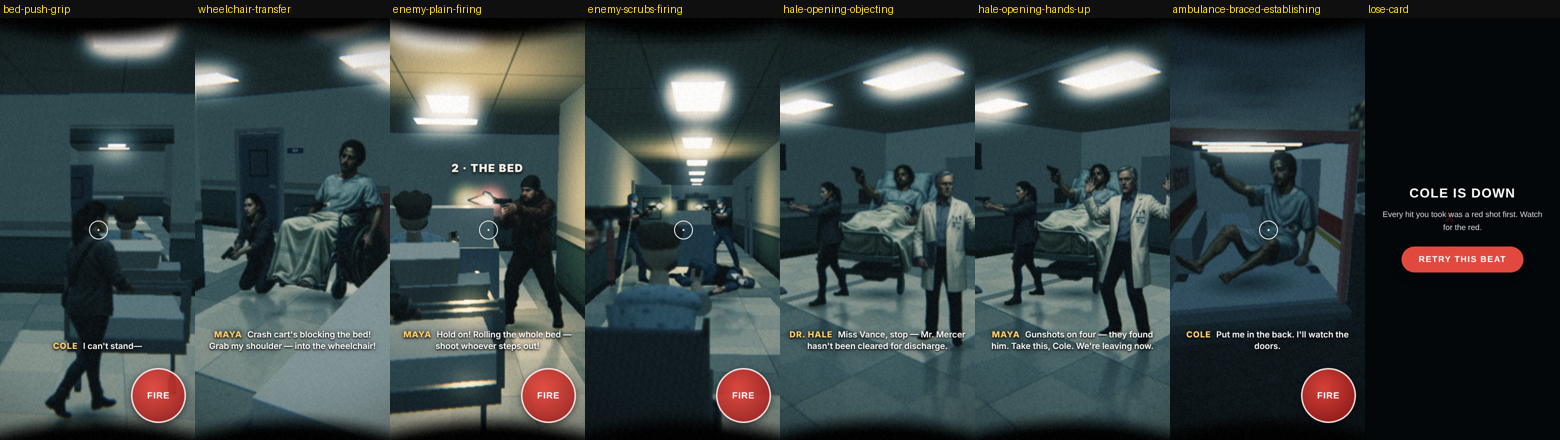 bed-push-grip
wheelchair-transfer
enemy-plain-firing
enemy-scrubs-firing
hale-opening-objecting
hale-opening-hands-up
ambulance-braced-establishing
lose-card
COLE I can't stand—
FIRE
MAYA Crash cart's blocking the bed!
Grab my shoulder — into the wheelchair!
2 · THE BED
MAYA Hold on! Rolling the whole bed —
shoot whoever steps out!
FIRE
FIRE
DR. HALE Miss Vance, stop — Mr. Mercer
hasn't been cleared for discharge.
MAYA Gunshots on four — they found
him. Take this, Cole. We're leaving now.
COLE Put me in the back. I'll watch the
doors.
FIRE
COLE IS DOWN
Every hit you took was a red shot first. Watch
for the red.
RETRY THIS BEAT